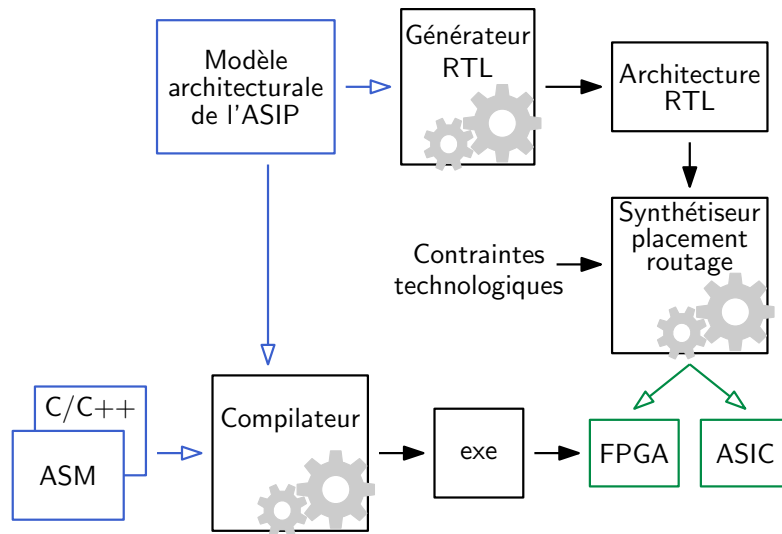 Modèle
architecturale
de l'ASIP
Générateur
RTL
Architecture
RTL
Synthétiseur
placement
routage
Contraintes
technologiques
C/C++
ASM
Compilateur
exe
FPGA
ASIC